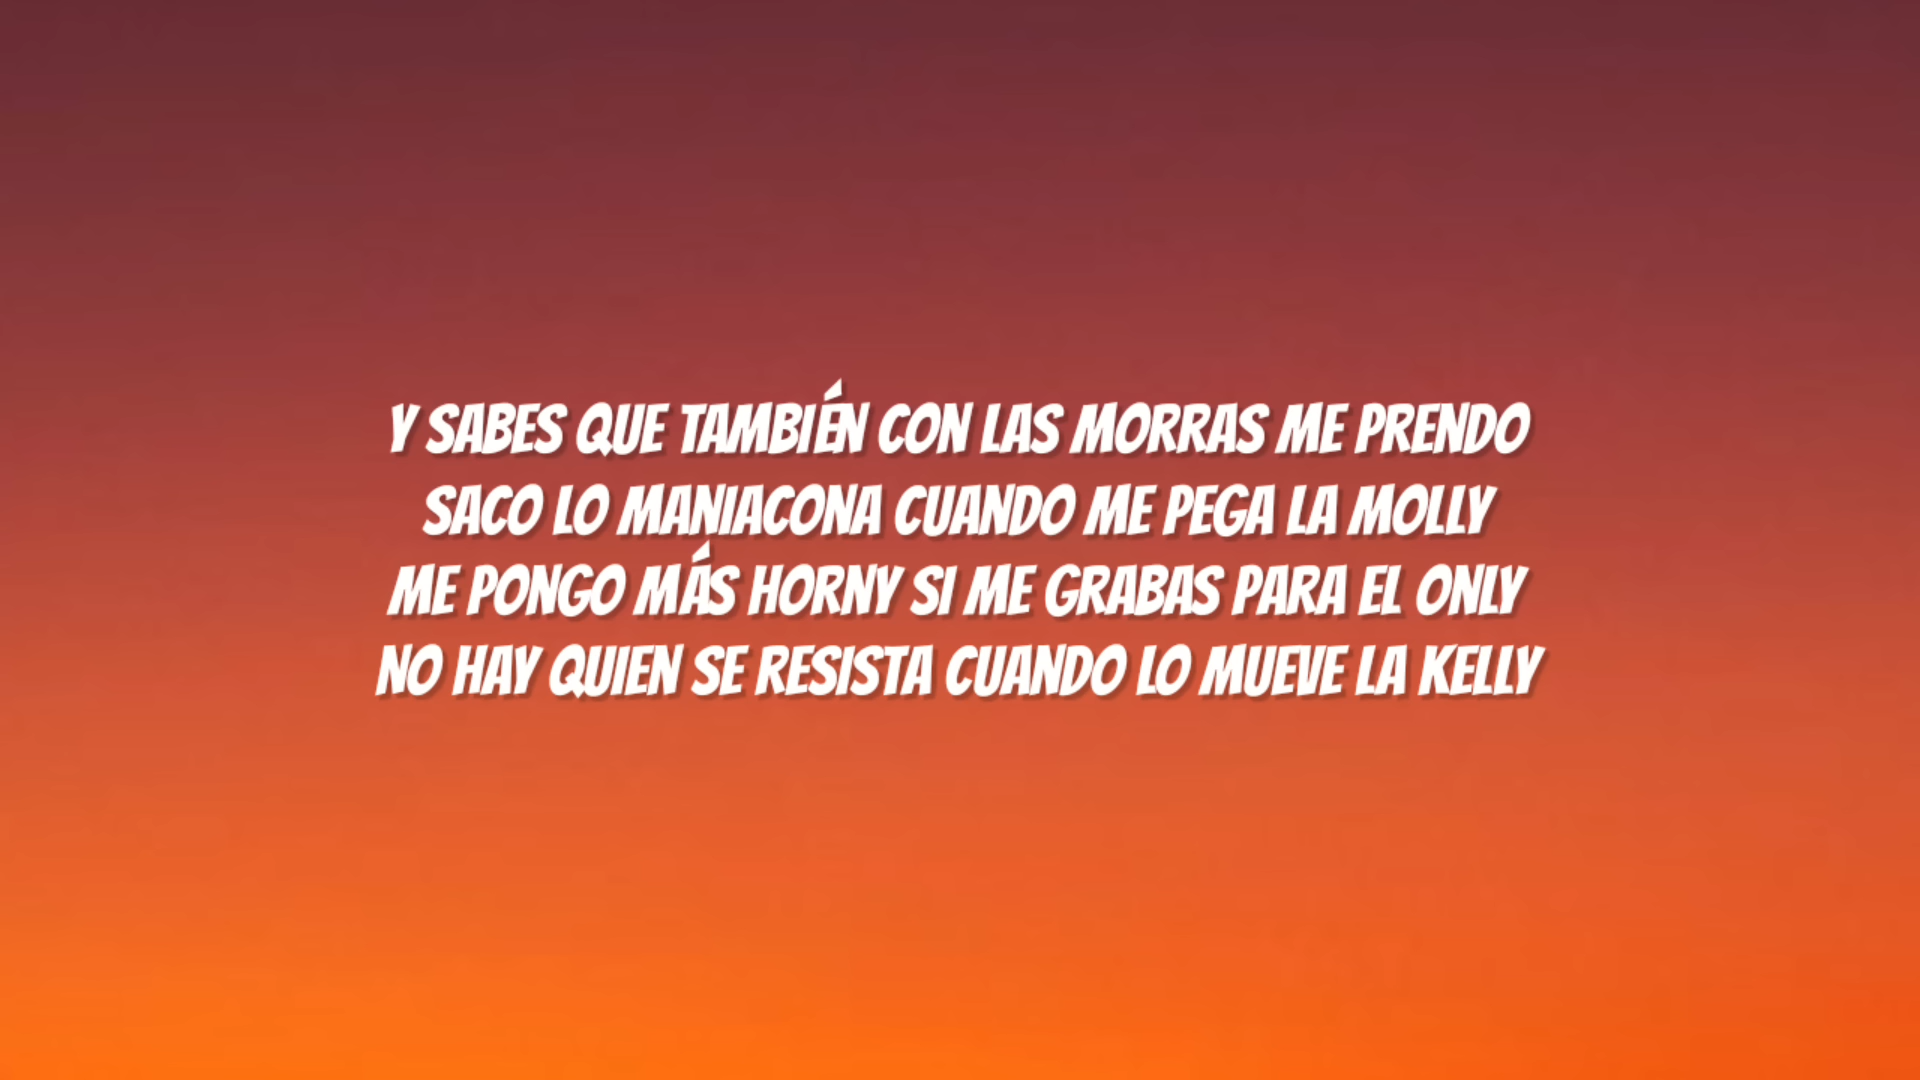 Y SABES QUE TAMBIÉN CON LAS MORRAS ME PRENDO
SACO LO MANIACONA CUANDO ME PEGA LA MOLLY
ME PONGO MÁS HORNY SI ME GRABAS PARA EL ONLY
NO HAY QUIEN SE RESISTA CUANDO LO MUEVE LA KELLY